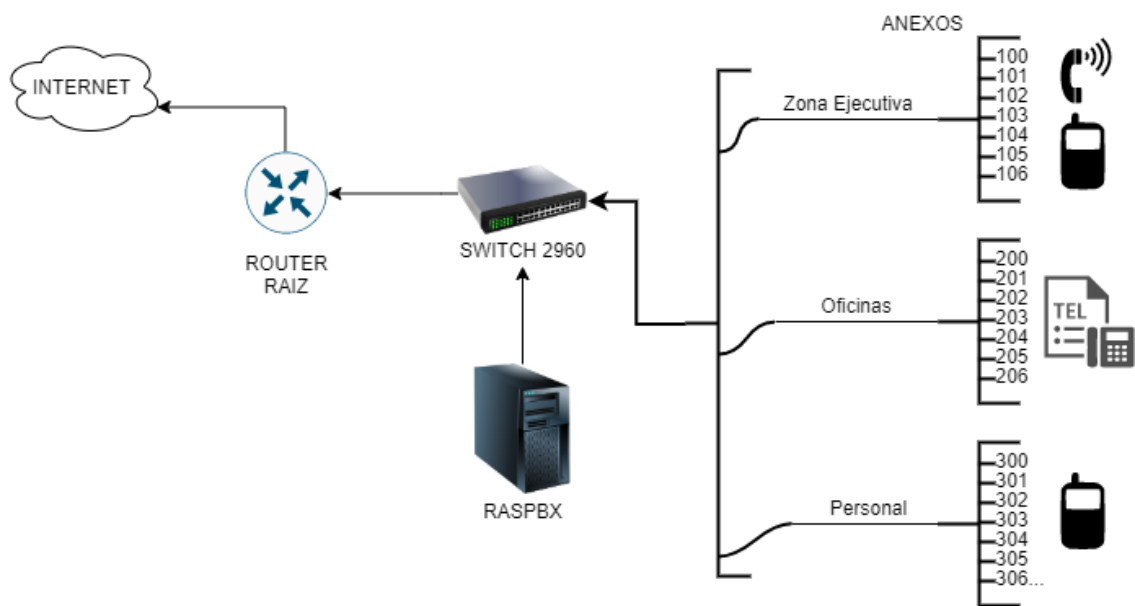 ANEXOS
INTERNET
ROUTER
RAIZ
SWITCH 2960
RASPBX
Zona Ejecutiva
100
101
102
103
104
105
106
Oficinas
200
201
202
203
204
205
206
TEL
Personal
300
301
302
303
304
305
306...